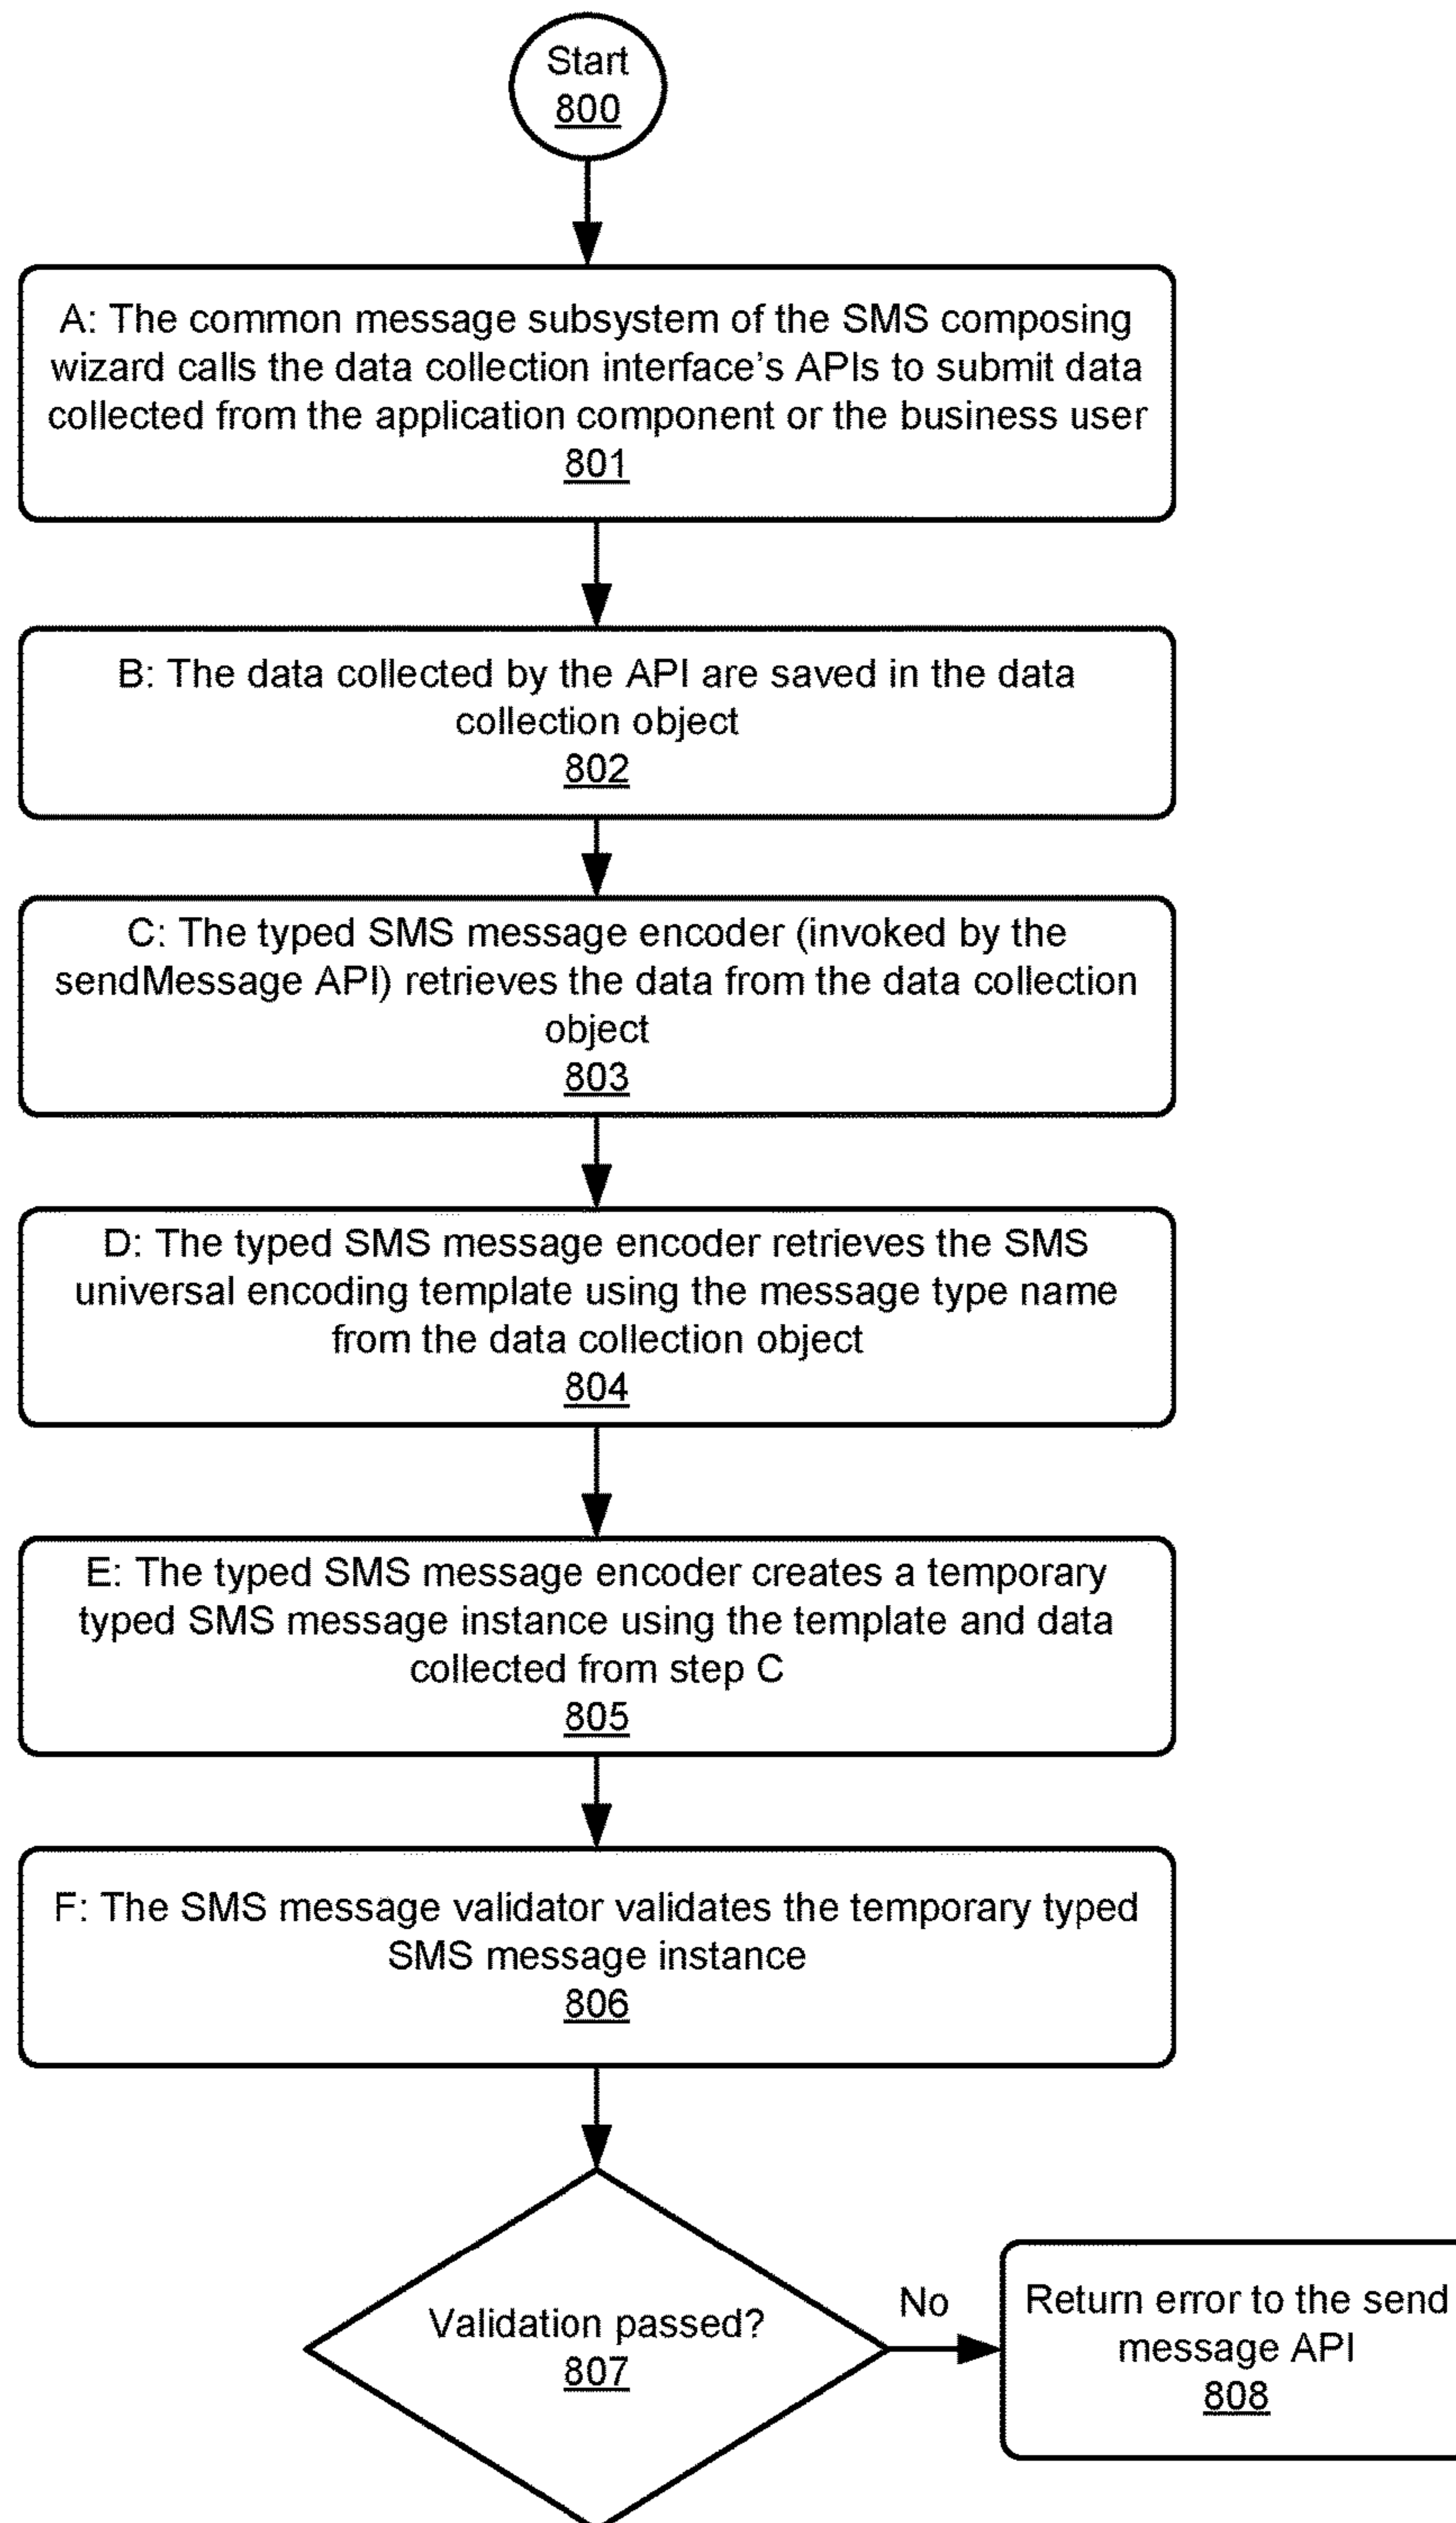 Start
800
A: The common message subsystem of the SMS composing
wizard calls the data collection interface's APIs to submit data
collected from the application component or the business user
801
B: The data collected by the API are saved in the data
collection object
802
C: The typed SMS message encoder (invoked by the
sendMessage API) retrieves the data from the data collection
object
803
D: The typed SMS message encoder retrieves the SMS
universal encoding template using the message type name
from the data collection object
804
E: The typed SMS message encoder creates a temporary
typed SMS message instance using the template and data
collected from step C
805
F: The SMS message validator validates the temporary typed
SMS message instance
806
Validation passed?
807
No
Return error to the send
message API
808